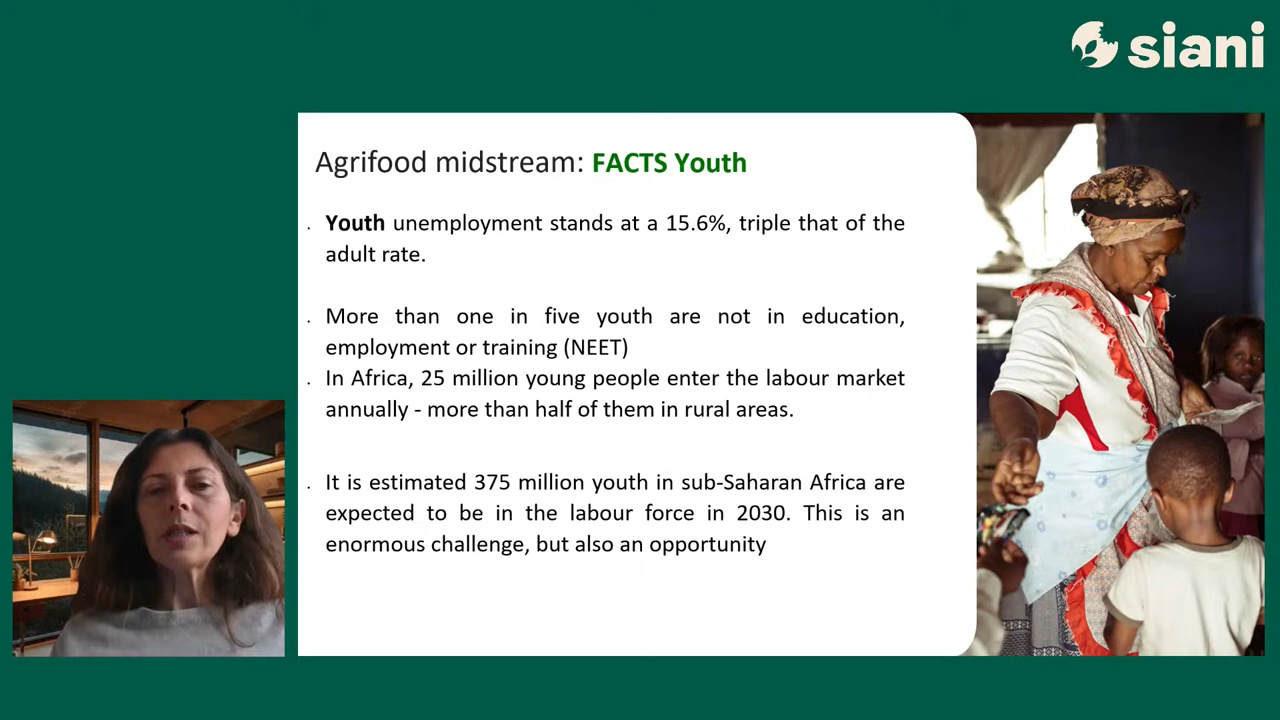 siani
Agrifood midstream: FACTS Youth
. Youth unemployment stands at a 15.6%, triple that of the
adult rate.
. More than one in five youth are not in education,
employment or training (NEET)
. In Africa, 25 million young people enter the labour market
annually - more than half of them in rural areas.
. It is estimated 375 million youth in sub-Saharan Africa are
expected to be in the labour force in 2030. This is an
enormous challenge, but also an opportunity